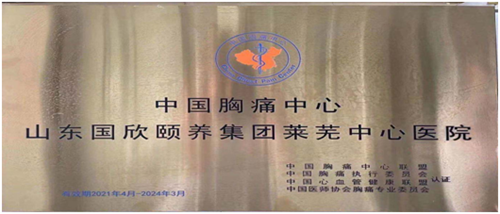 中国胸痛中心
山东国欣颐养集团莱芜中心医院
中国胸痛中心联盟
中国胸痛执行委员会
中国心血管健康联盟
中国医师协会胸痛专业委员会
认证
有效期2021年4月-2024年3月